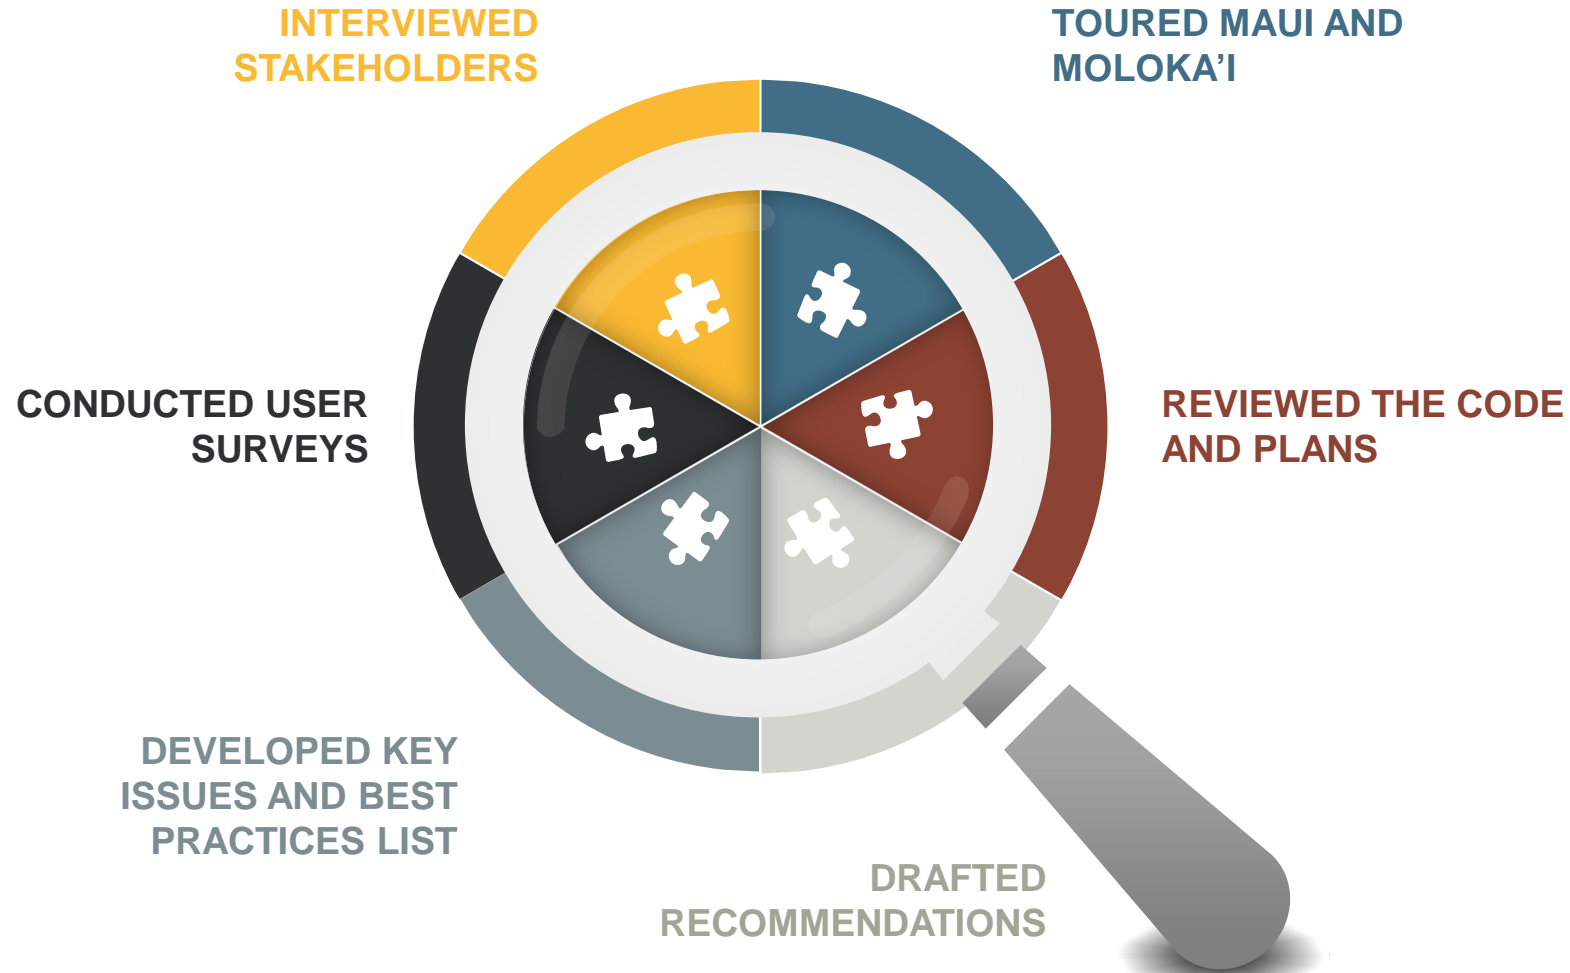 INTERVIEWED
STAKEHOLDERS
TOURED MAUI AND
MOLOKA’I
CONDUCTED USER
SURVEYS
REVIEWED THE CODE
AND PLANS
DEVELOPED KEY
ISSUES AND BEST
PRACTICES LIST
DRAFTED
RECOMMENDATIONS